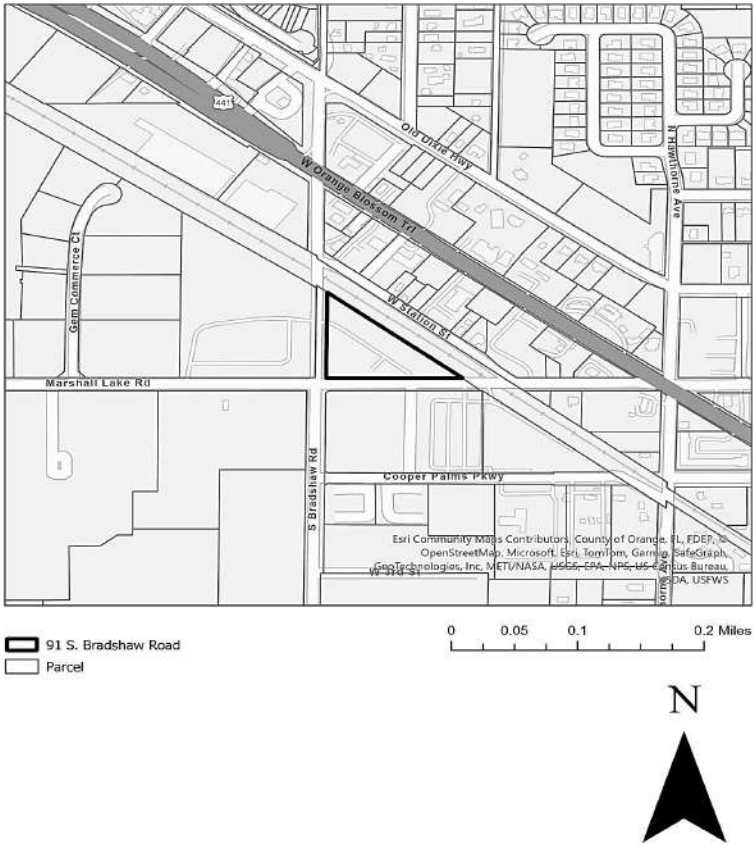 441
Old Dixie Hwy
N Hawthorne Ave
W Orange Blossom Trl
Gem Commerce Ct
W Station St
Marshall Lake Rd
S Bradshaw Rd
Cooper Palms Pkwy
Esri Community Maps Contributors, County of Orange, FL, FDEP, ©
OpenStreetMap, Microsoft, Esri, TomTom, Garmin, SafeGraph,
GeoTechnologies, Inc, METI/NASA, USGS, EPA, NPS, US Census Bureau,
USDA, USFWS
W 3rd St
91 S. Bradshaw Road
Parcel
0 0.05 0.1 0.2 Miles
N